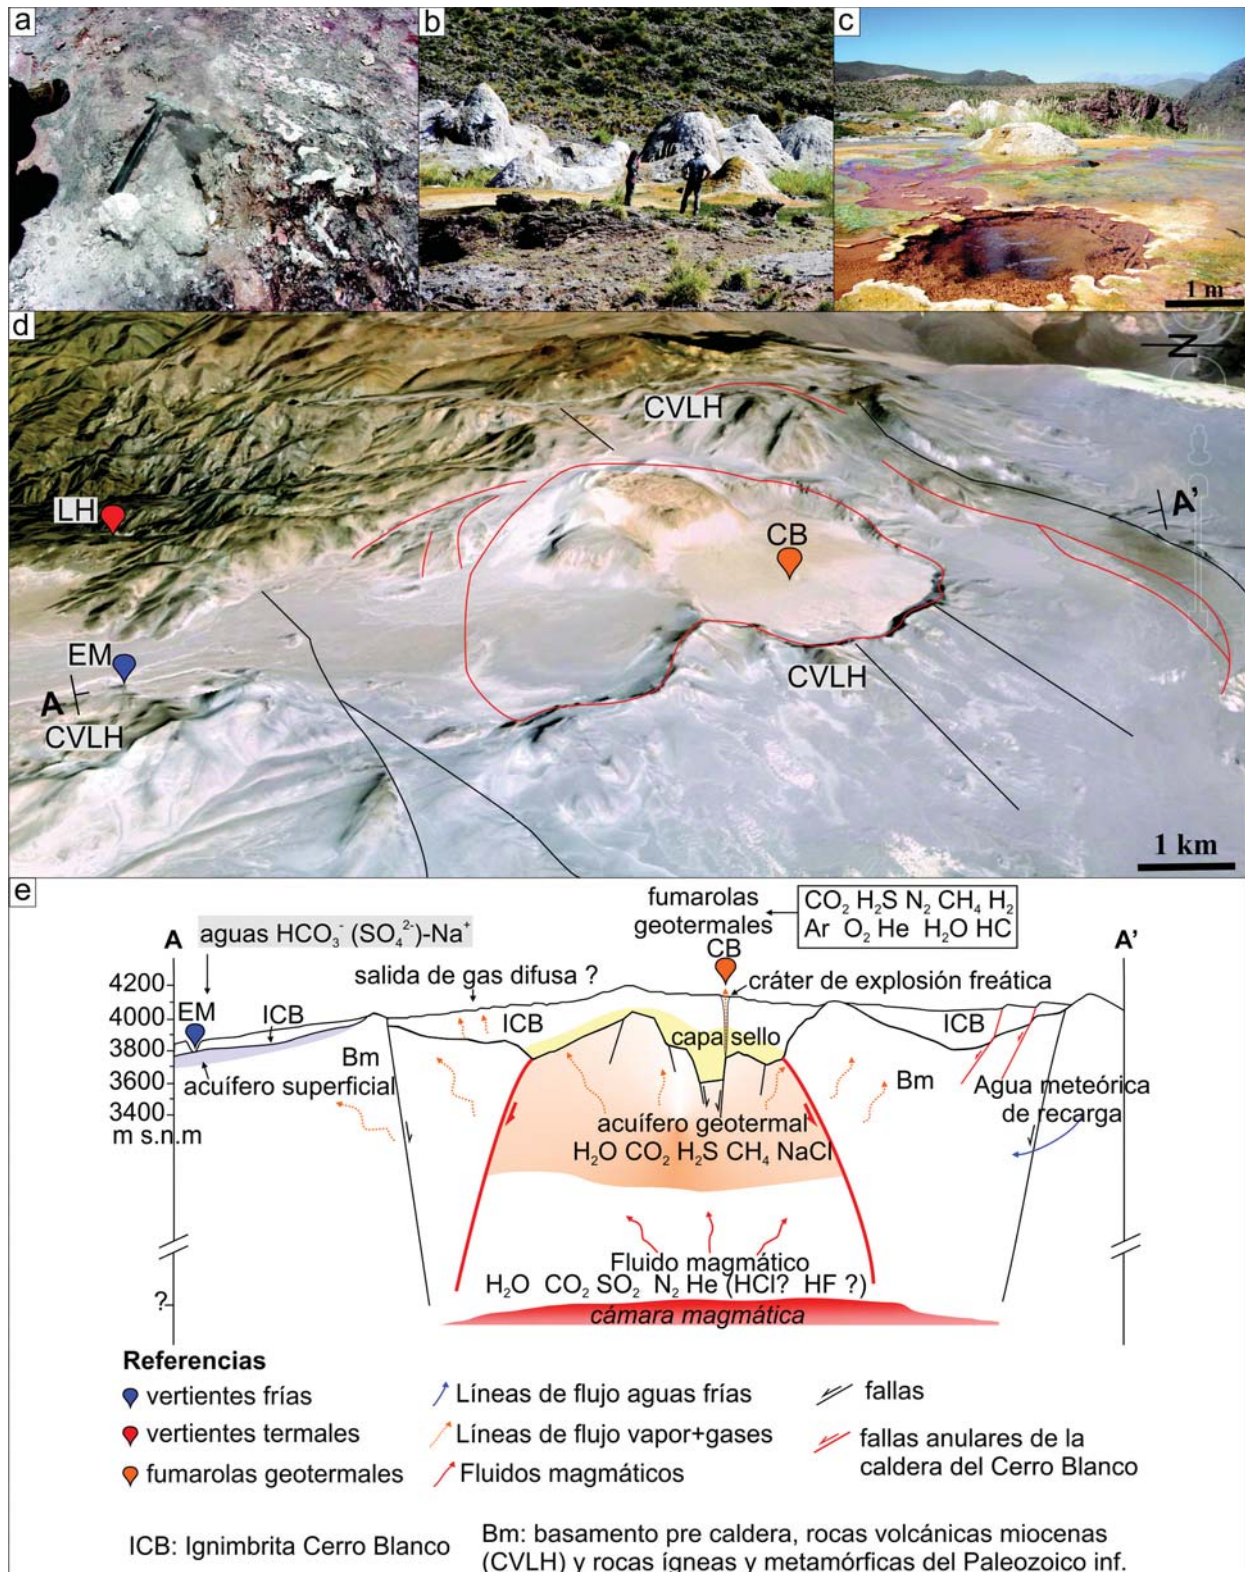 a
b
c
1 m
d
N
CVLH
LH
A'
CB
EM
A
CVLH
CVLH
1 km
e
fumarolas
geotermales
CO₂ H₂S N₂ CH₄ H₂
Ar O₂ He H₂O HC
A
aguas HCO₃⁻ (SO₄²⁻)-Na⁺
CB
A'
salida de gas difusa ?
cráter de explosión freática
4200
4000
3800
3600
3400
m s.n.m
EM
ICB
ICB
capa sello
ICB
Bm
acuífero superficial
Bm
Agua meteórica
de recarga
acuífero geotermal
H₂O CO₂ H₂S CH₄ NaCl
Fluido magmático
H₂O CO₂ SO₂ N₂ He (HCl? HF ?)
?
cámara magmática
Referencias
vertientes frías
Líneas de flujo aguas frías
fallas
vertientes termales
Líneas de flujo vapor+gases
fallas anulares de la
caldera del Cerro Blanco
fumarolas geotermales
Fluidos magmáticos
ICB: Ignimbrita Cerro Blanco
Bm: basamento pre caldera, rocas volcánicas miocenas
(CVLH) y rocas ígneas y metamórficas del Paleozoico inf.